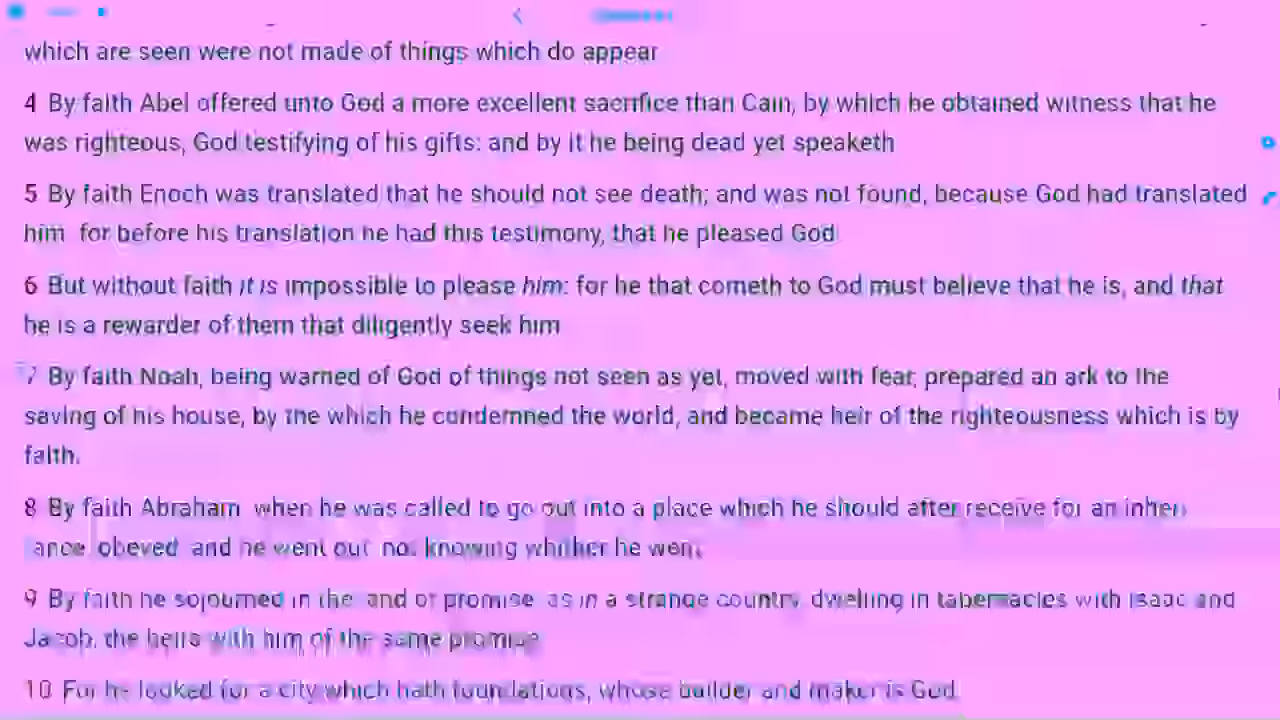 which are seen were not made of things which do appear
4 By faith Abel offered unto God a more excellent sacrifice than Cain, by which he obtained witness that he
was righteous, God testifying of his gifts: and by it he being dead yet speaketh
5 By faith Enoch was translated that he should not see death; and was not found, because God had translated
him for before his translation he had this testimony, that he pleased God
6 But without faith it is impossible to please him: for he that cometh to God must believe that he is, and that
he is a rewarder of them that diligently seek him
7 By faith Noah, being warned of God of things not seen as yet, moved with fear, prepared an ark to the
saving of his house, by the which he condemned the world, and became heir of the righteousness which is by
faith.
8 By faith Abraham when he was called to go out into a place which he should after receive for an inheri
tance obeyed and he went out not knowing whither he went
9 By faith he sojourned in the land of promise as in a strange country, dwelling in tabernacles with Isaac and
Jacob, the heirs with him of the same promise
10 For he looked for a city which hath foundations, whose builder and maker is God